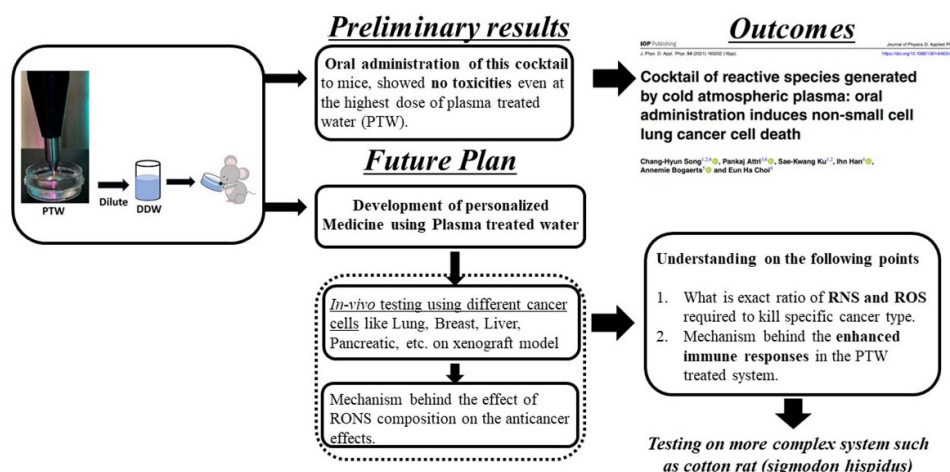 Preliminary results
Outcomes
PTW
Dilute
DDW
Oral administration of this cocktail
to mice, showed no toxicities even at
the highest dose of plasma treated
water (PTW).
IOP Publishing
Journal of Physics D: Applied
J. Phys. D: Appl. Phys. 54 (2021)
Cocktail of reactive species generated
by cold atmospheric plasma: oral
administration induces non-small cell
lung cancer cell death
Chang-Hyun Song, Pankaj Attri, Sae-Kwang Ku, Ihn Han,
Annemie Bogaerts and Eun Ha Choi
Future Plan
Development of personalized
Medicine using Plasma treated water
In-vivo testing using different cancer
cells like Lung, Breast, Liver,
Pancreatic, etc. on xenograft model
Mechanism behind the effect of
RONS composition on the anticancer
effects.
Understanding on the following points
1. What is exact ratio of RNS and ROS
required to kill specific cancer type.
2. Mechanism behind the enhanced
immune responses in the PTW
treated system.
Testing on more complex system such
as cotton rat (sigmodon hispidus)